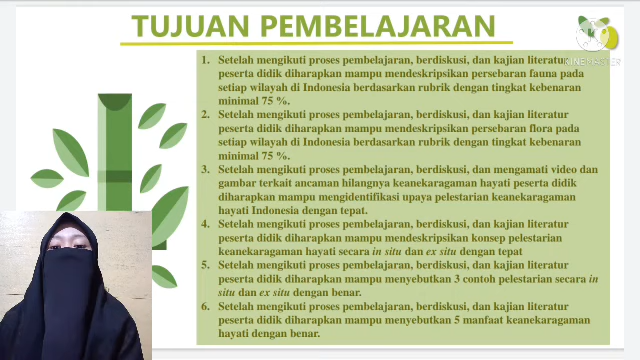 TUJUAN PEMBELAJARAN
KINEMASTER
1. Setelah mengikuti proses pembelajaran, berdiskusi, dan kajian literatur
peserta didik diharapkan mampu mendeskripsikan persebaran fauna pada
setiap wilayah di Indonesia berdasarkan rubrik dengan tingkat kebenaran
minimal 75 %.
2. Setelah mengikuti proses pembelajaran, berdiskusi, dan kajian literatur
peserta didik diharapkan mampu mendeskripsikan persebaran flora pada
setiap wilayah di Indonesia berdasarkan rubrik dengan tingkat kebenaran
minimal 75 %.
3. Setelah mengikuti proses pembelajaran, berdiskusi, dan mengamati video dan
gambar terkait ancaman hilangnya keanekaragaman hayati peserta didik
diharapkan mampu mengidentifikasi upaya pelestarian keanekaragaman
hayati Indonesia dengan tepat.
4. Setelah mengikuti proses pembelajaran, berdiskusi, dan kajian literatur
peserta didik diharapkan mampu mendeskripsikan konsep pelestarian
keanekaragaman hayati secara in situ dan ex situ dengan tepat
5. Setelah mengikuti proses pembelajaran, berdiskusi, dan kajian literatur
peserta didik diharapkan mampu menyebutkan 3 contoh pelestarian secara in
situ dan ex situ dengan benar.
6. Setelah mengikuti proses pembelajaran, berdiskusi, dan kajian literatur
peserta didik diharapkan mampu menyebutkan 5 manfaat keanekaragaman
hayati dengan benar.